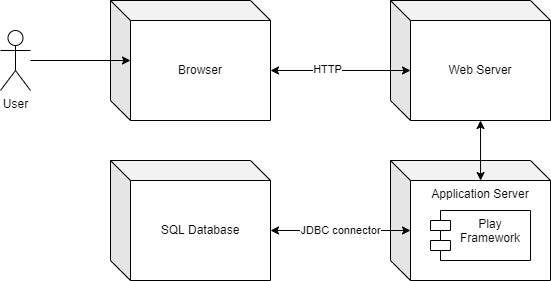 User
Browser
HTTP
Web Server
SQL Database
JDBC connector
Application Server
Play
Framework